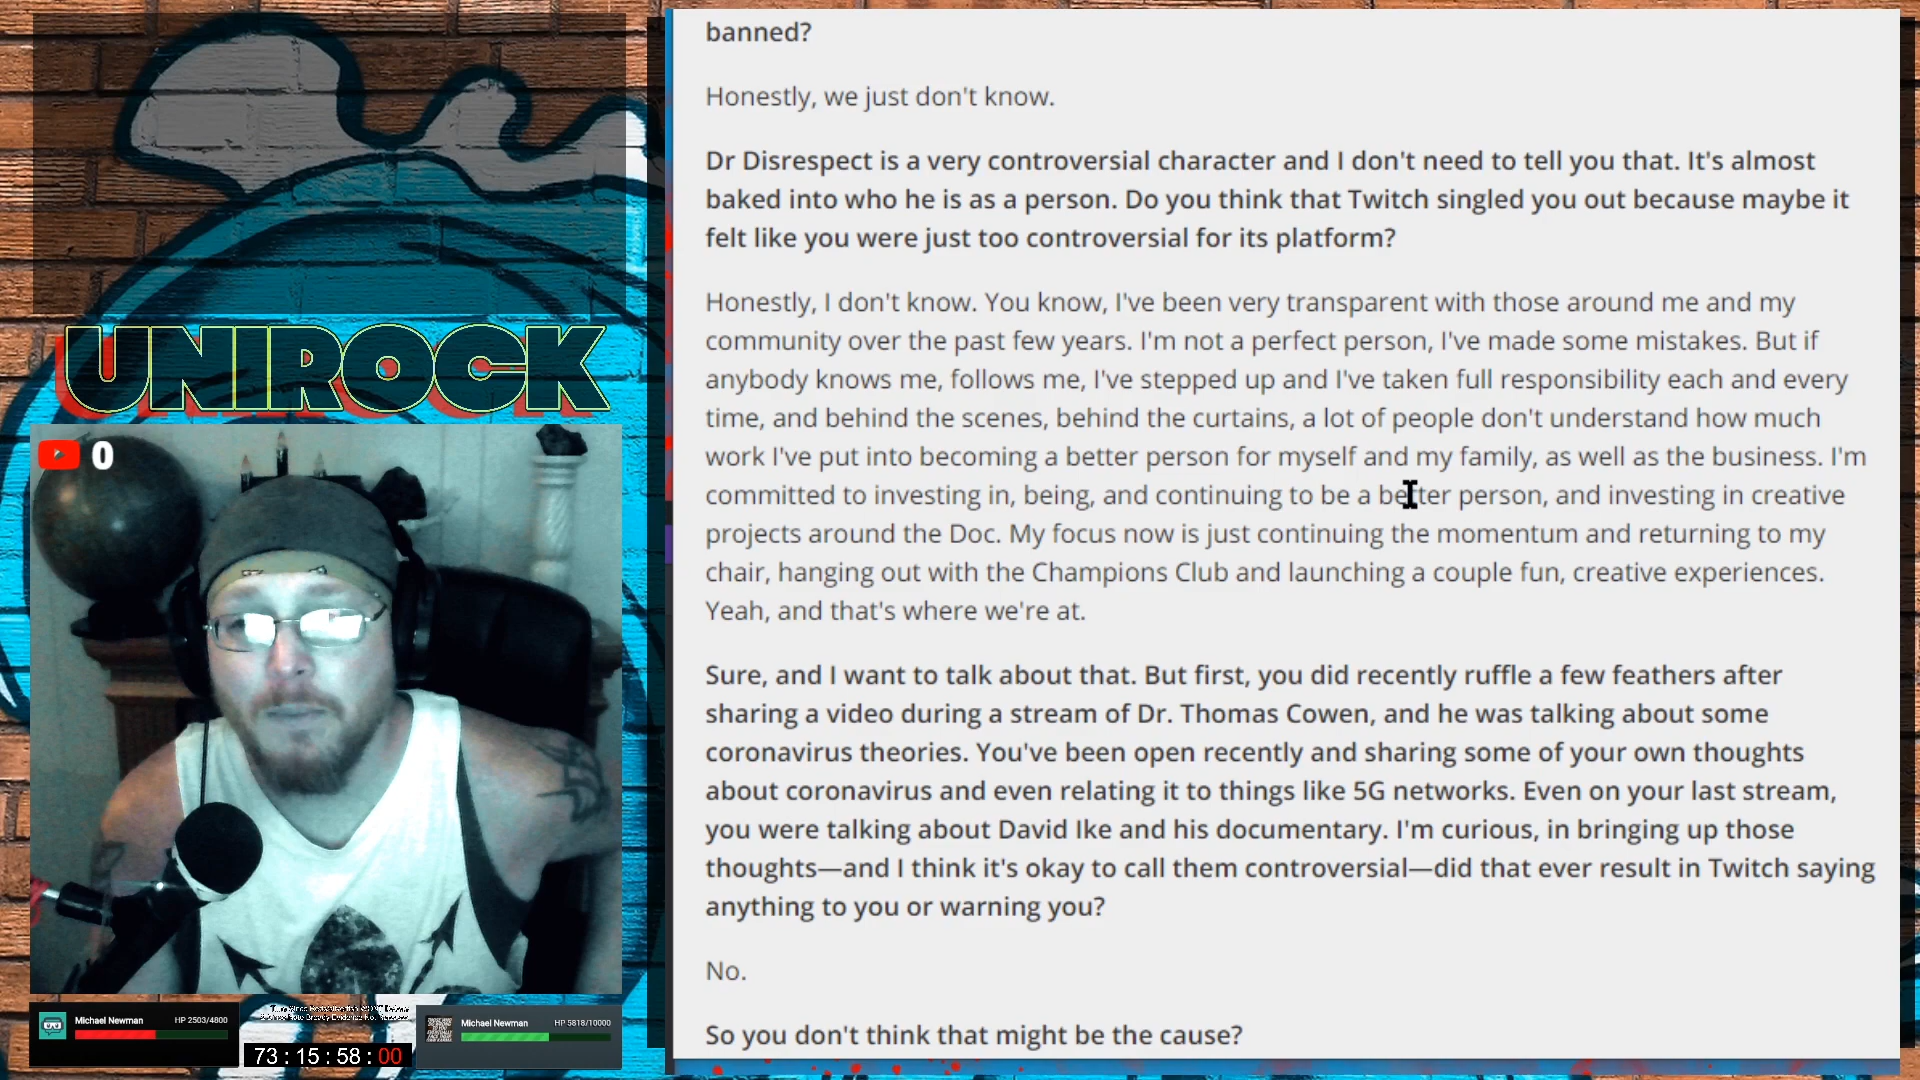 banned?
Honestly, we just don't know.
Dr Disrespect is a very controversial character and I don't need to tell you that. It's almost
baked into who he is as a person. Do you think that Twitch singled you out because maybe it
felt like you were just too controversial for its platform?
Honestly, I don't know. You know, I've been very transparent with those around me and my
community over the past few years. I'm not a perfect person, I've made some mistakes. But if
anybody knows me, follows me, I've stepped up and I've taken full responsibility each and every
time, and behind the scenes, behind the curtains, a lot of people don't understand how much
work I've put into becoming a better person for myself and my family, as well as the business. I'm
committed to investing in, being, and continuing to be a better person, and investing in creative
projects around the Doc. My focus now is just continuing the momentum and returning to my
chair, hanging out with the Champions Club and launching a couple fun, creative experiences.
Yeah, and that's where we're at.
Sure, and I want to talk about that. But first, you did recently ruffle a few feathers after
sharing a video during a stream of Dr. Thomas Cowen, and he was talking about some
coronavirus theories. You've been open recently and sharing some of your own thoughts
about coronavirus and even relating it to things like 5G networks. Even on your last stream,
you were talking about David Ike and his documentary. I'm curious, in bringing up those
thoughts—and I think it's okay to call them controversial—did that ever result in Twitch saying
anything to you or warning you?
No.
So you don't think that might be the cause?
UNIROCK
0
Michael Newman HP 2503/4800
73:15:58:00
Michael Newman HP 5818/10000